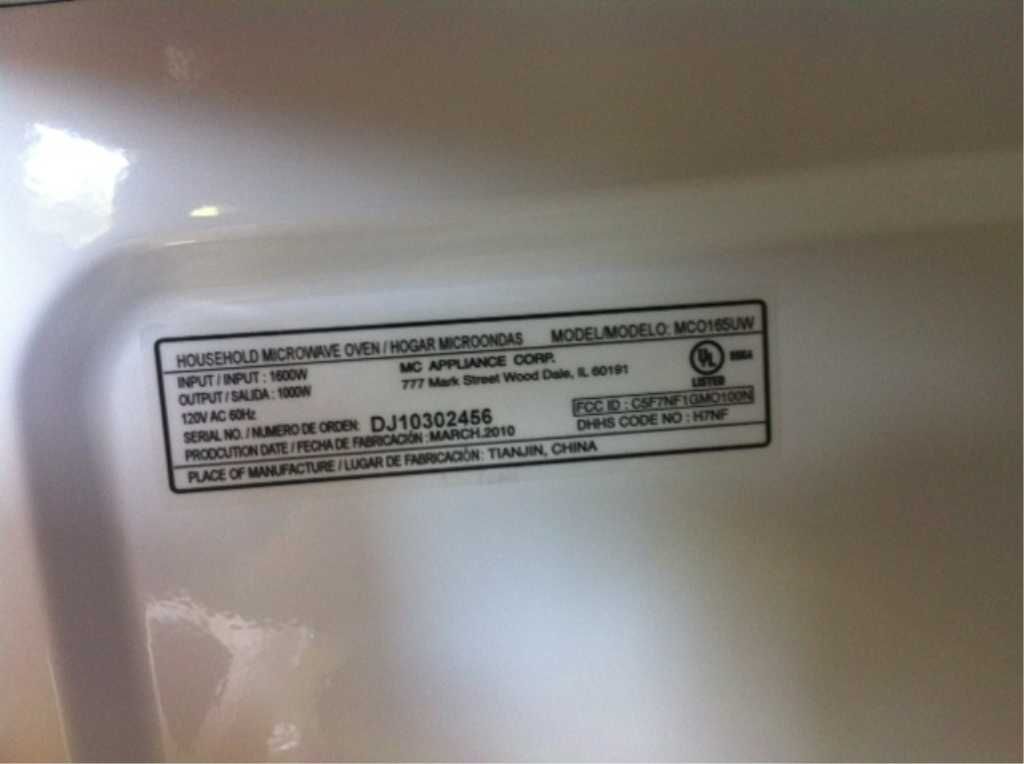 HOUSEHOLD MICROWAVE OVEN / HOGAR MICROONDAS MODEL/MODELO: MCO165UW
INPUT / INPUT : 1600W MC APPLIANCE CORP.
OUTPUT / SALIDA : 1000W 777 Mark Street Wood Dale, IL 60191
120V AC 60Hz
UL
LISTED
SERIAL NO. / NUMERO DE ORDEN: DJ10302456 FCC ID : C5F7NF1GMO100N
PRODCUTION DATE / FECHA DE FABRICACIÓN : MARCH.2010 DHHS CODE NO : H7NF
PLACE OF MANUFACTURE / LUGAR DE FABRICACIÓN : TIANJIN, CHINA